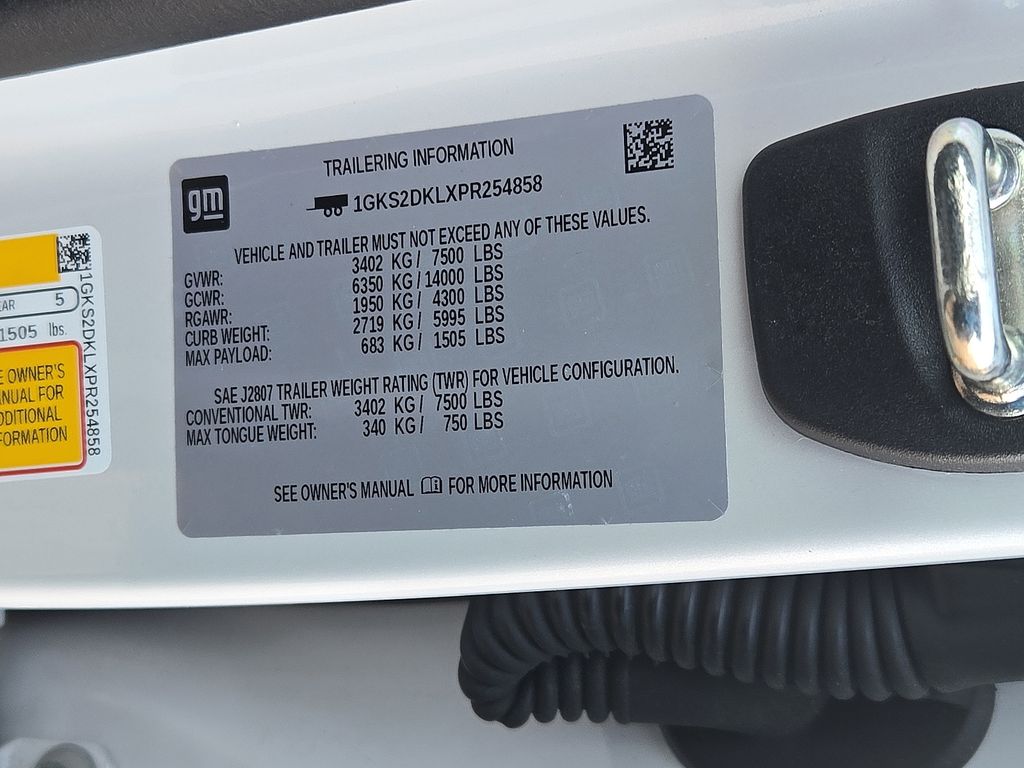 TRAILERING INFORMATION
gm
1GKS2DKLXPR254858
VEHICLE AND TRAILER MUST NOT EXCEED ANY OF THESE VALUES.
GVWR: 3402 KG/ 7500 LBS
GCWR: 6350 KG/14000 LBS
RGAWR: 1950 KG/ 4300 LBS
CURB WEIGHT: 2719 KG/ 5995 LBS
MAX PAYLOAD: 683 KG/ 1505 LBS
SAE J2807 TRAILER WEIGHT RATING (TWR) FOR VEHICLE CONFIGURATION.
CONVENTIONAL TWR: 3402 KG/ 7500 LBS
MAX TONGUE WEIGHT: 340 KG/ 750 LBS
SEE OWNER'S MANUAL FOR MORE INFORMATION
5
1505 lbs.
OWNER'S
FOR
1GKS2DKLXPR254858